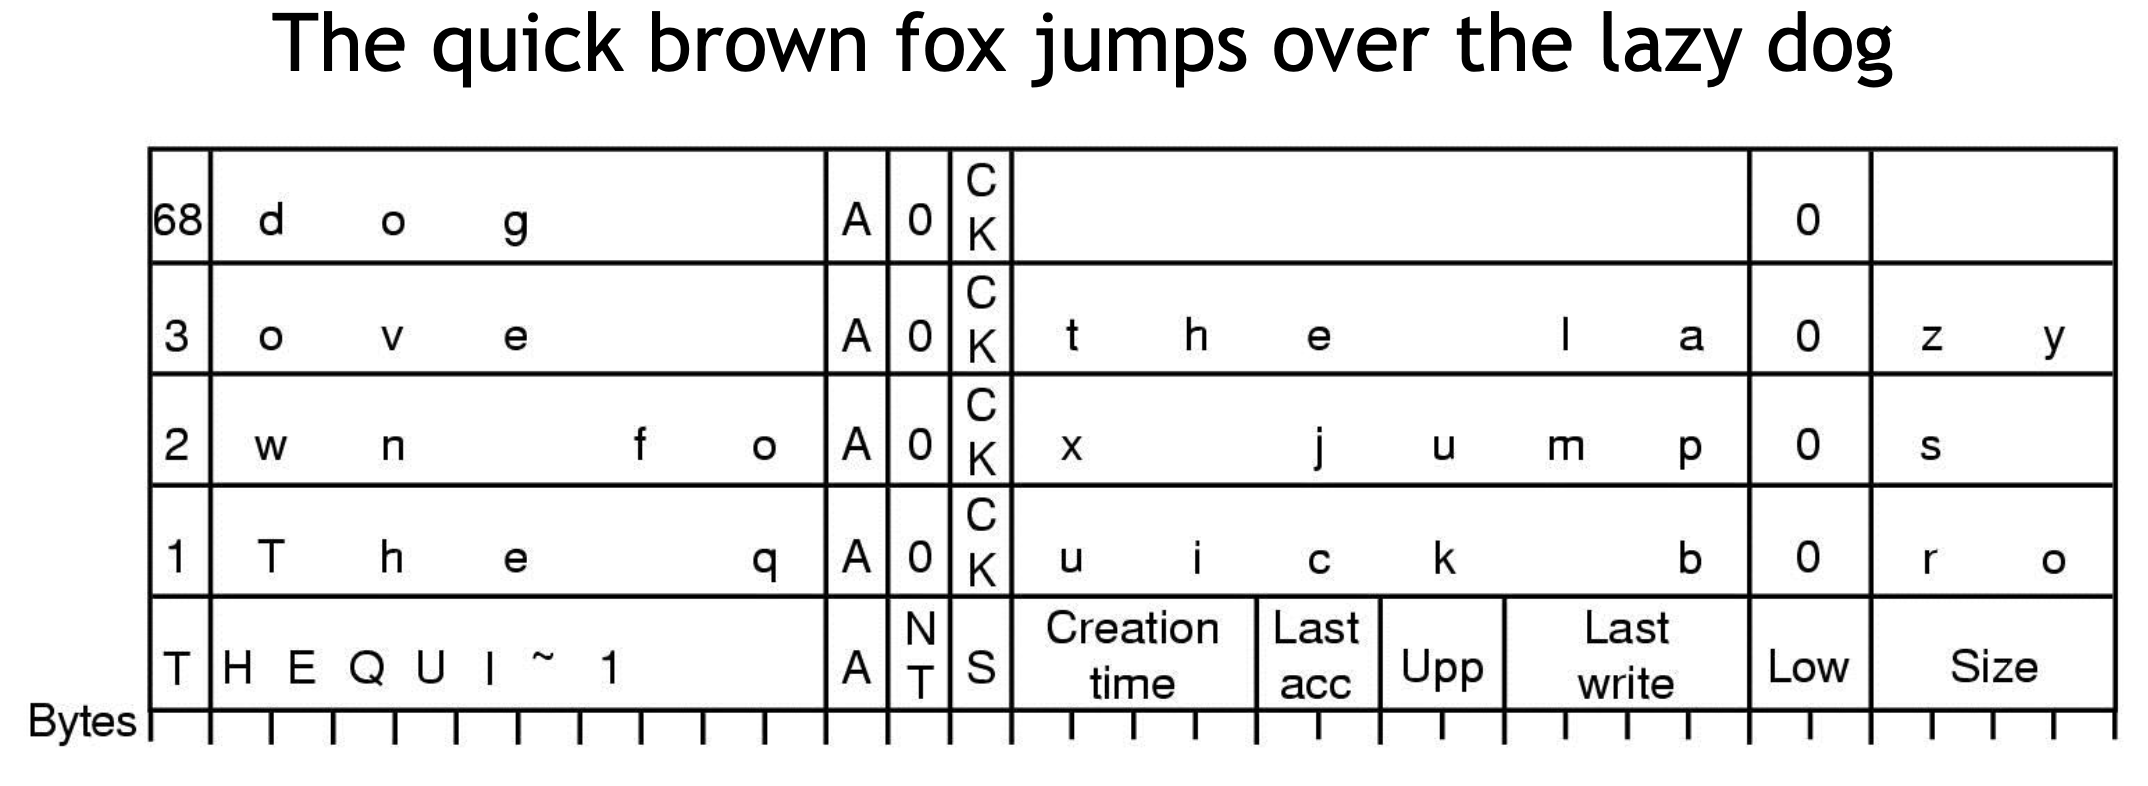 The quick brown fox jumps over the lazy dog
68 d o g A 0 CK 0
3 o v e A 0 CK t h e l a 0 z y
2 w n f o A 0 CK x j u m p 0 s
1 T h e q A 0 CK u i c k b 0 r o
T H E Q U I ~ 1 A NT S Creation time Last acc Upp Last write Low Size
Bytes